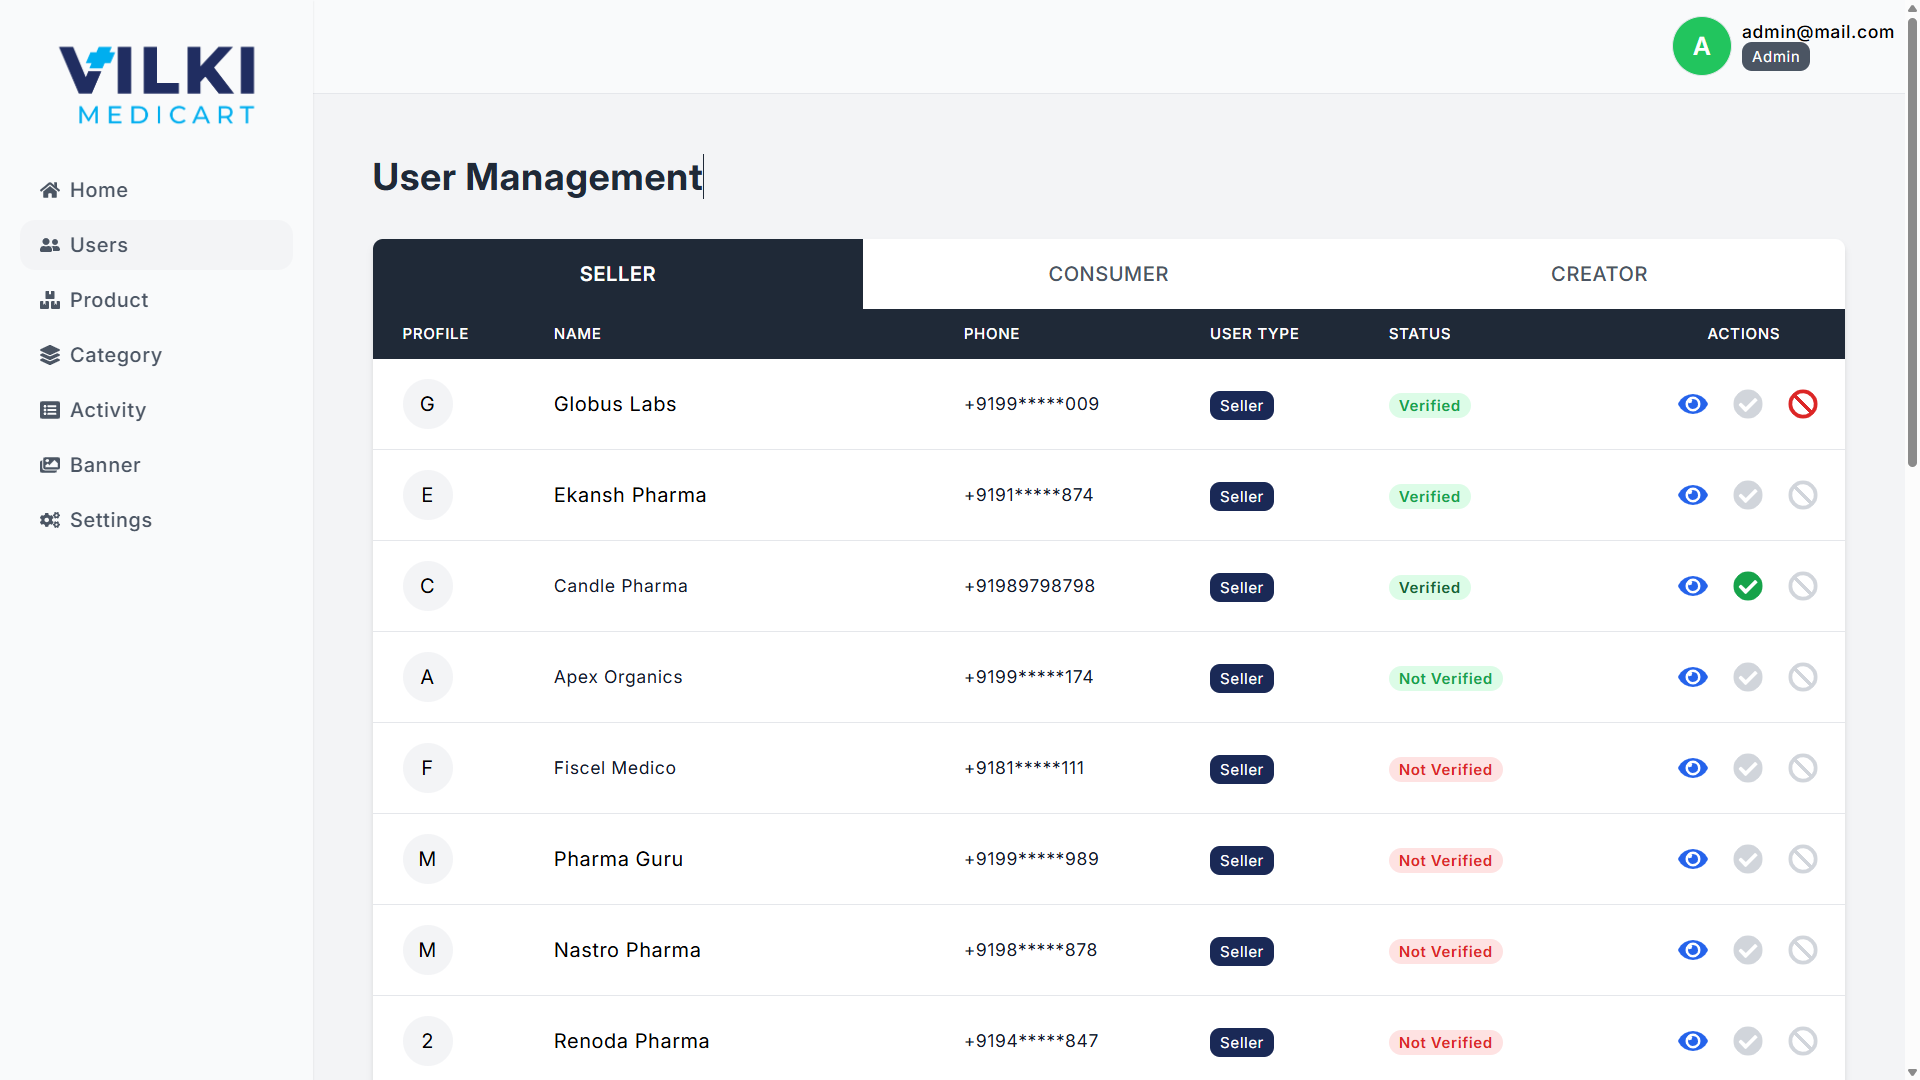 VILKI
MEDICART
admin@mail.com
A
Admin
Home
Users
Product
Category
Activity
Banner
Settings
User Management
SELLER CONSUMER CREATOR
PROFILE NAME PHONE USER TYPE STATUS ACTIONS
G Globus Labs +9199*****009 Seller Verified
E Ekansh Pharma +9191*****874 Seller Verified
C Candle Pharma +91989798798 Seller Verified
A Apex Organics +9199*****174 Seller Not Verified
F Fiscel Medico +9181*****111 Seller Not Verified
M Pharma Guru +9199*****989 Seller Not Verified
M Nastro Pharma +9198*****878 Seller Not Verified
2 Renoda Pharma +9194*****847 Seller Not Verified